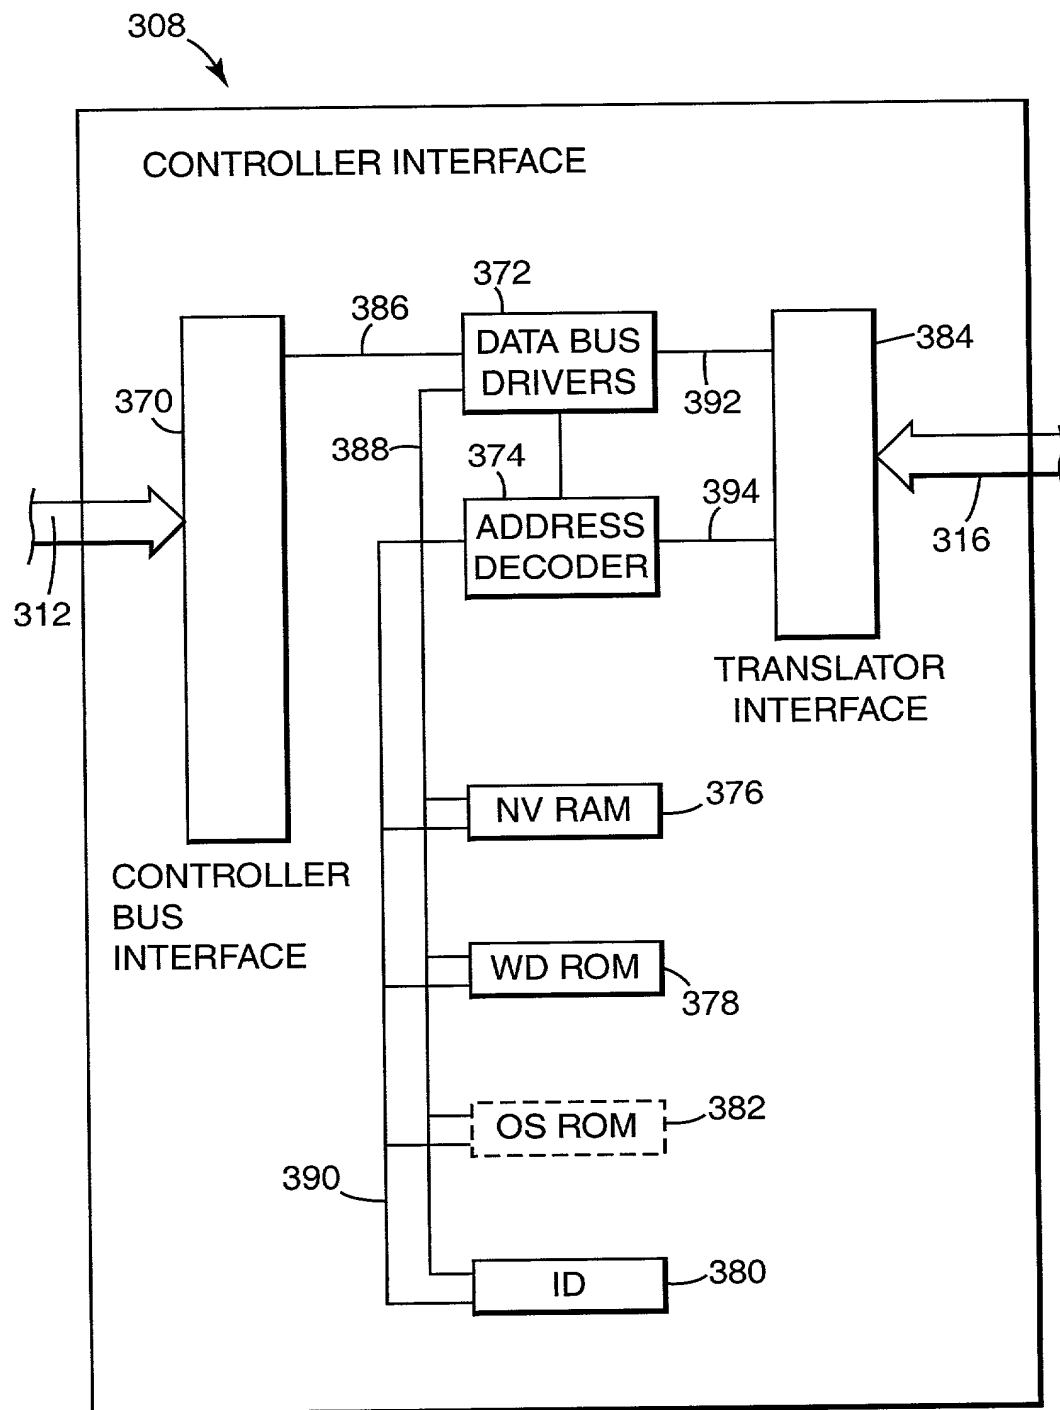 308
CONTROLLER INTERFACE
372
386
DATA BUS
DRIVERS
384
370
392
388
374
394
ADDRESS
DECODER
316
312
TRANSLATOR
INTERFACE
NV RAM
376
CONTROLLER
BUS
INTERFACE
WD ROM
378
OS ROM
382
390
ID
380